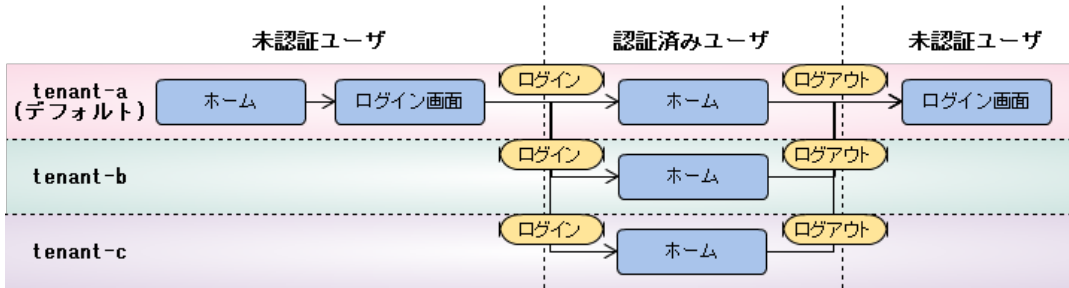 未認証ユーザ
認証済みユーザ
未認証ユーザ
tenant-a
(デフォルト)
ホーム
ログイン画面
ログイン
ホーム
ログアウト
ログイン画面
tenant-b
ログイン
ホーム
ログアウト
tenant-c
ログイン
ホーム
ログアウト